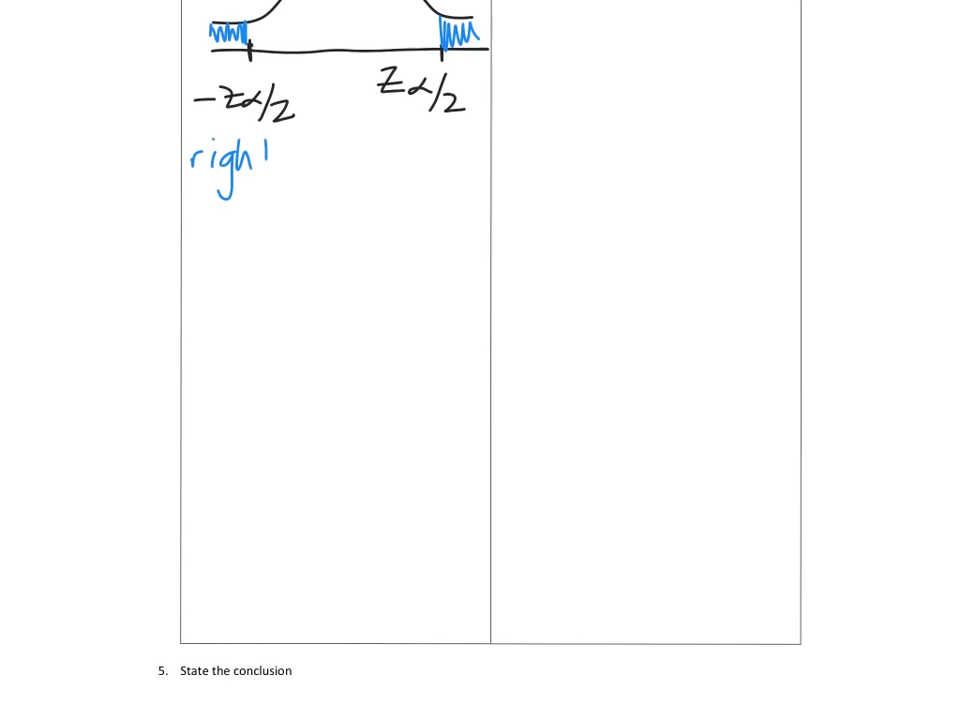 -Zα/2 Zα/2
righ
5. State the conclusion